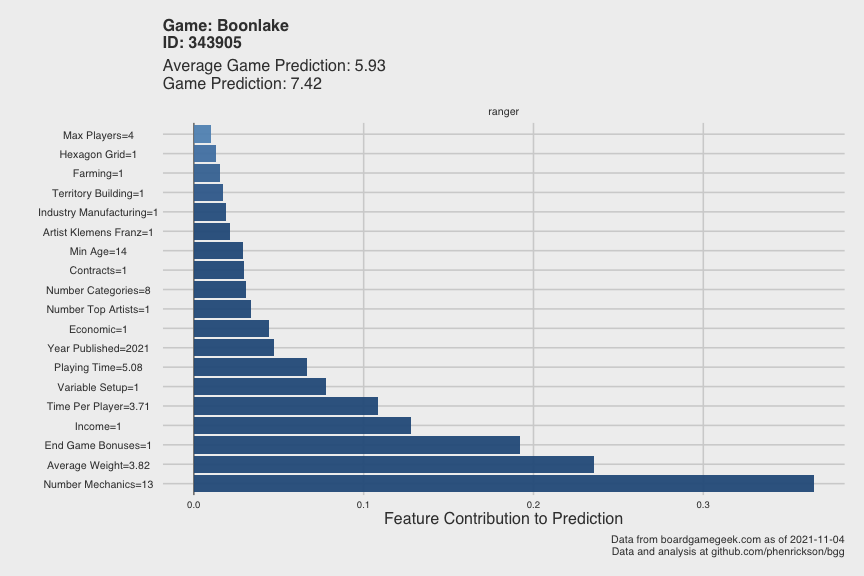 Game: Boonlake
ID: 343905
Average Game Prediction: 5.93
Game Prediction: 7.42
ranger
Max Players=4
Hexagon Grid=1
Farming=1
Territory Building=1
Industry Manufacturing=1
Artist Klemens Franz=1
Min Age=14
Contracts=1
Number Categories=8
Number Top Artists=1
Economic=1
Year Published=2021
Playing Time=5.08
Variable Setup=1
Time Per Player=3.71
Income=1
End Game Bonuses=1
Average Weight=3.82
Number Mechanics=13
0.0 0.1 0.2 0.3
Feature Contribution to Prediction
Data from boardgamegeek.com as of 2021-11-04
Data and analysis at github.com/phenrickson/bgg